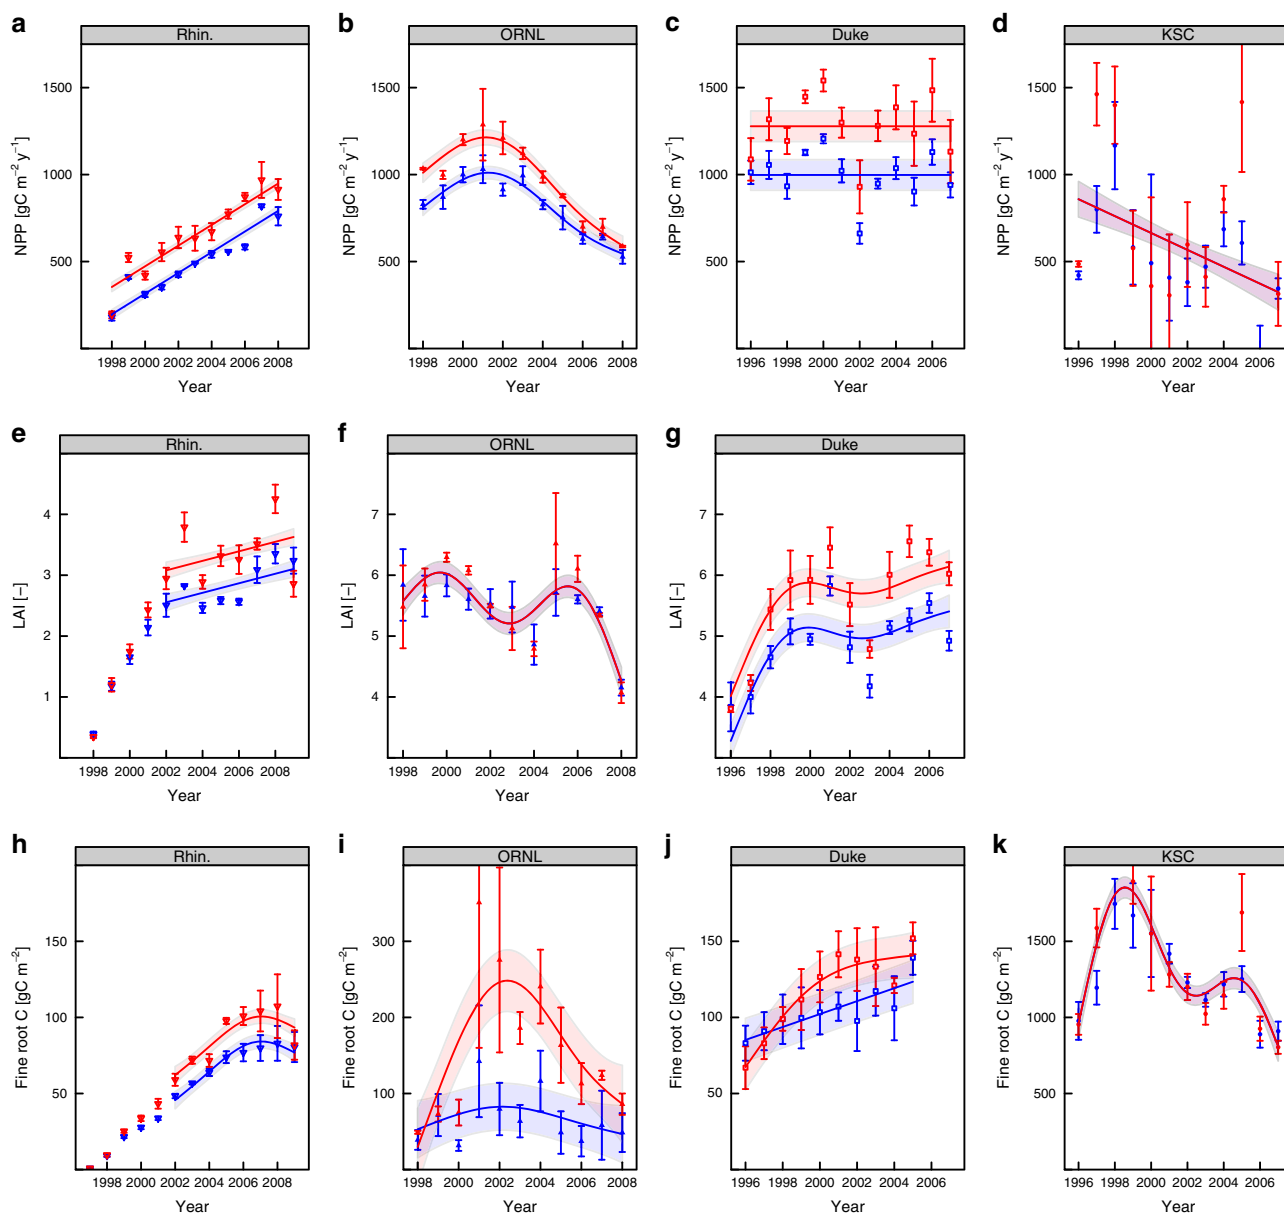 a b c d
Rhin. ORNL Duke KSC
NPP [gC m⁻² y⁻¹] NPP [gC m⁻² y⁻¹] NPP [gC m⁻² y⁻¹] NPP [gC m⁻² y⁻¹]
1500 1500 1500 1500
1000 1000 1000 1000
500 500 500 500
1998 2000 2002 2004 2006 2008 1998 2000 2002 2004 2006 2008 1996 1998 2000 2002 2004 2006 1996 1998 2000 2002 2004 2006
Year Year Year Year
e f g
Rhin. ORNL Duke
LAI [–] LAI [–] LAI [–]
4 7 7
3 6 6
2 5 5
1 4 4
1998 2000 2002 2004 2006 2008 1998 2000 2002 2004 2006 2008 1996 1998 2000 2002 2004 2006
Year Year Year
h i j k
Rhin. ORNL Duke KSC
Fine root C [gC m⁻²] Fine root C [gC m⁻²] Fine root C [gC m⁻²] Fine root C [gC m⁻²]
150 300 150 1500
100 200 100 1000
50 100 50 500
1998 2000 2002 2004 2006 2008 1998 2000 2002 2004 2006 2008 1996 1998 2000 2002 2004 2006 1996 1998 2000 2002 2004 2006
Year Year Year Year